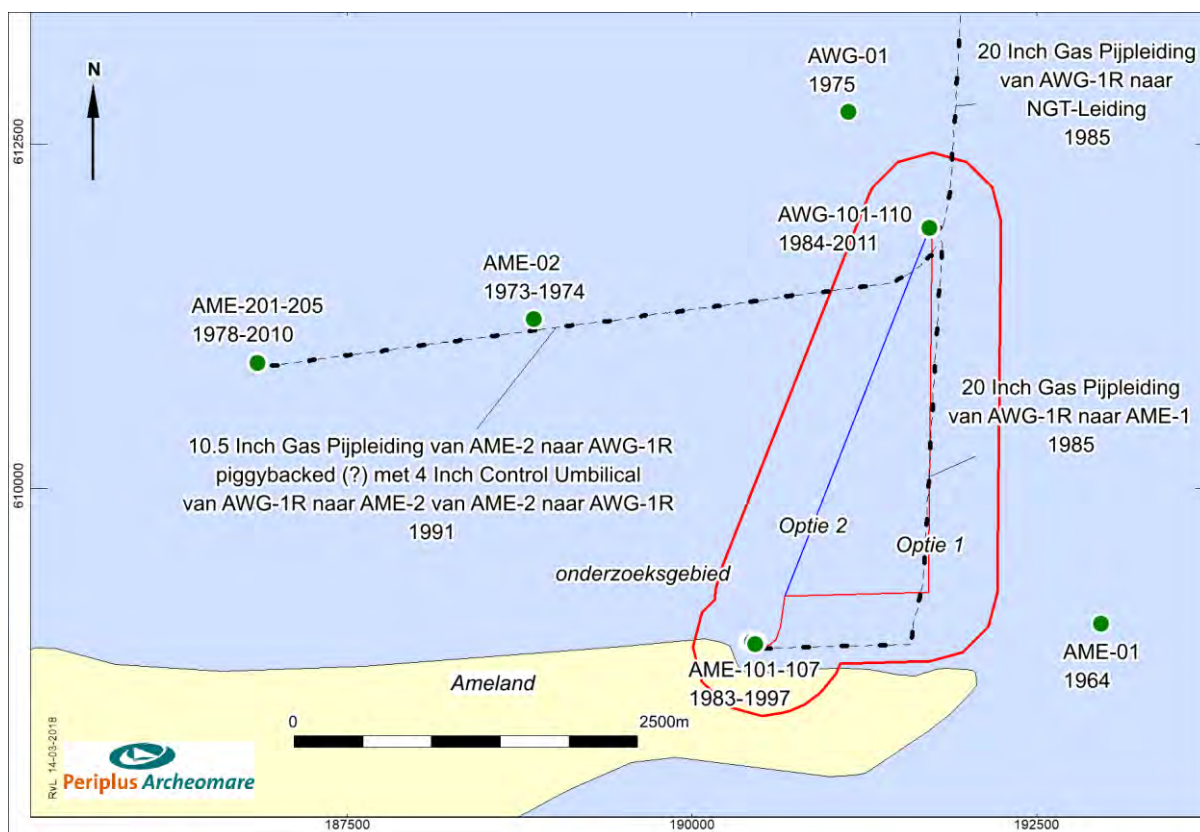 N
AWG-01
1975
20 Inch Gas Pijpleiding
van AWG-1R naar
NGT-Leiding
1985
612500
AWG-101-110
1984-2011
AME-02
1973-1974
AME-201-205
1978-2010
10.5 Inch Gas Pijpleiding van AME-2 naar AWG-1R
piggybacked (?) met 4 Inch Control Umbilical
van AWG-1R naar AME-2 van AME-2 naar AWG-1R
1991
20 Inch Gas Pijpleiding
van AWG-1R naar AME-1
1985
610000
Optie 2
Optie 1
onderzoeksgebied
AME-101-107
1983-1997
AME-01
1964
Ameland
0
2500m
RvL 14-03-2018
Periplus Archeomare
187500
190000
192500